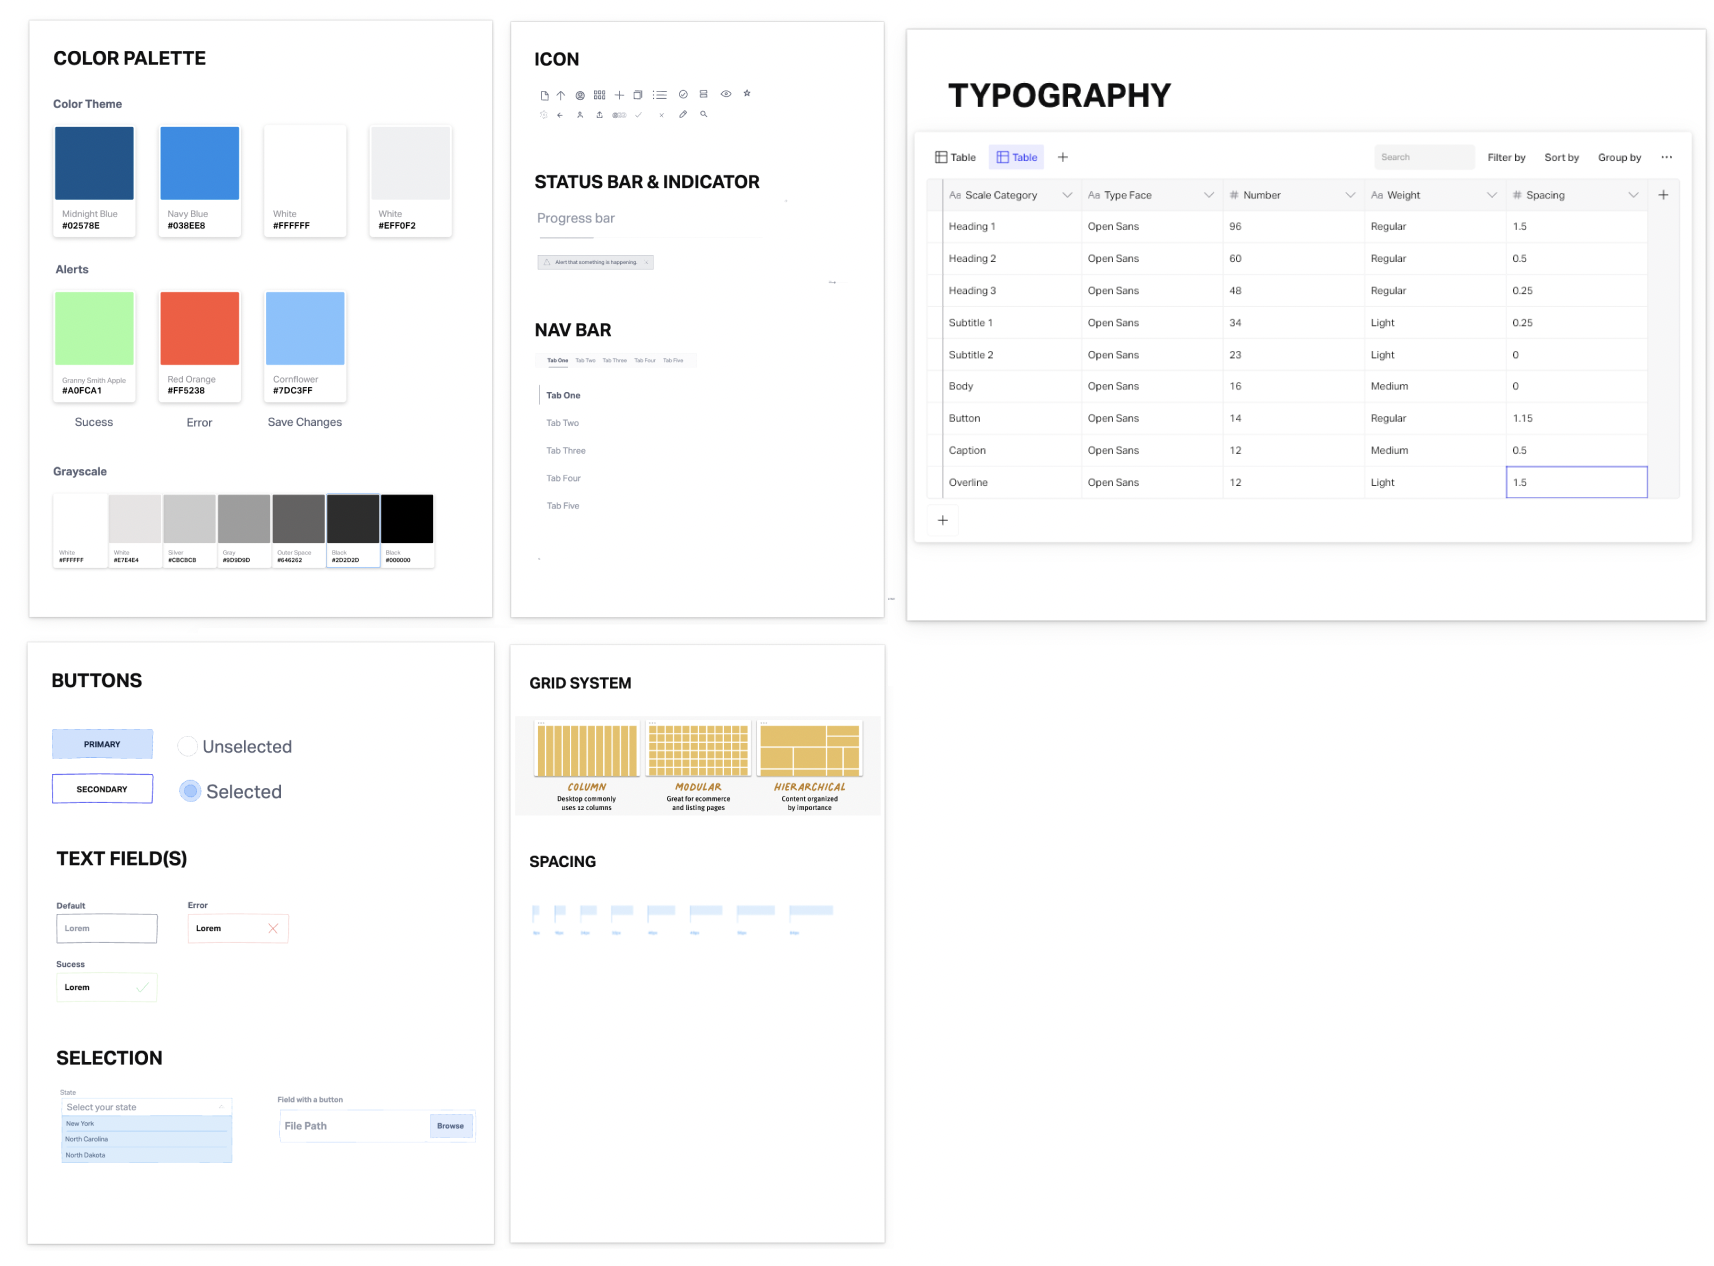 COLOR PALETTE
Color Theme
Midnight Blue
#02578E
Navy Blue
#038EE8
White
#FFFFFF
White
#EFF0F2
Alerts
Granny Smith Apple
#A0FCA1
Red Orange
#FF5238
Cornflower
#7DC3FF
Sucess
Error
Save Changes
Grayscale
White
#FFFFFF
White
#E7E4E4
Silver
#CBCBCB
Gray
#9D9D9D
Outer Space
#646262
Black
#2D2D2D
Black
#000000
ICON
STATUS BAR & INDICATOR
Progress bar
Alert that something is happening.
NAV BAR
Tab One Tab Two Tab Three Tab Four Tab Five
Tab One
Tab Two
Tab Three
Tab Four
Tab Five
TYPOGRAPHY
Table Table Search Filter by Sort by Group by
Aa Scale Category Aa Type Face # Number Aa Weight # Spacing
Heading 1 Open Sans 96 Regular 1.5
Heading 2 Open Sans 60 Regular 0.5
Heading 3 Open Sans 48 Regular 0.25
Subtitle 1 Open Sans 34 Light 0.25
Subtitle 2 Open Sans 23 Light 0
Body Open Sans 16 Medium 0
Button Open Sans 14 Regular 1.15
Caption Open Sans 12 Medium 0.5
Overline Open Sans 12 Light 1.5
BUTTONS
PRIMARY
Unselected
SECONDARY
Selected
TEXT FIELD(S)
Default
Lorem
Error
Lorem
Sucess
Lorem
SELECTION
State
Select your state
New York
North Carolina
North Dakota
Field with a button
File Path
Browse
GRID SYSTEM
COLUMN
Desktop commonly
uses 12 columns
MODULAR
Great for ecommerce
and listing pages
HIERARCHICAL
Content organized
by importance
SPACING